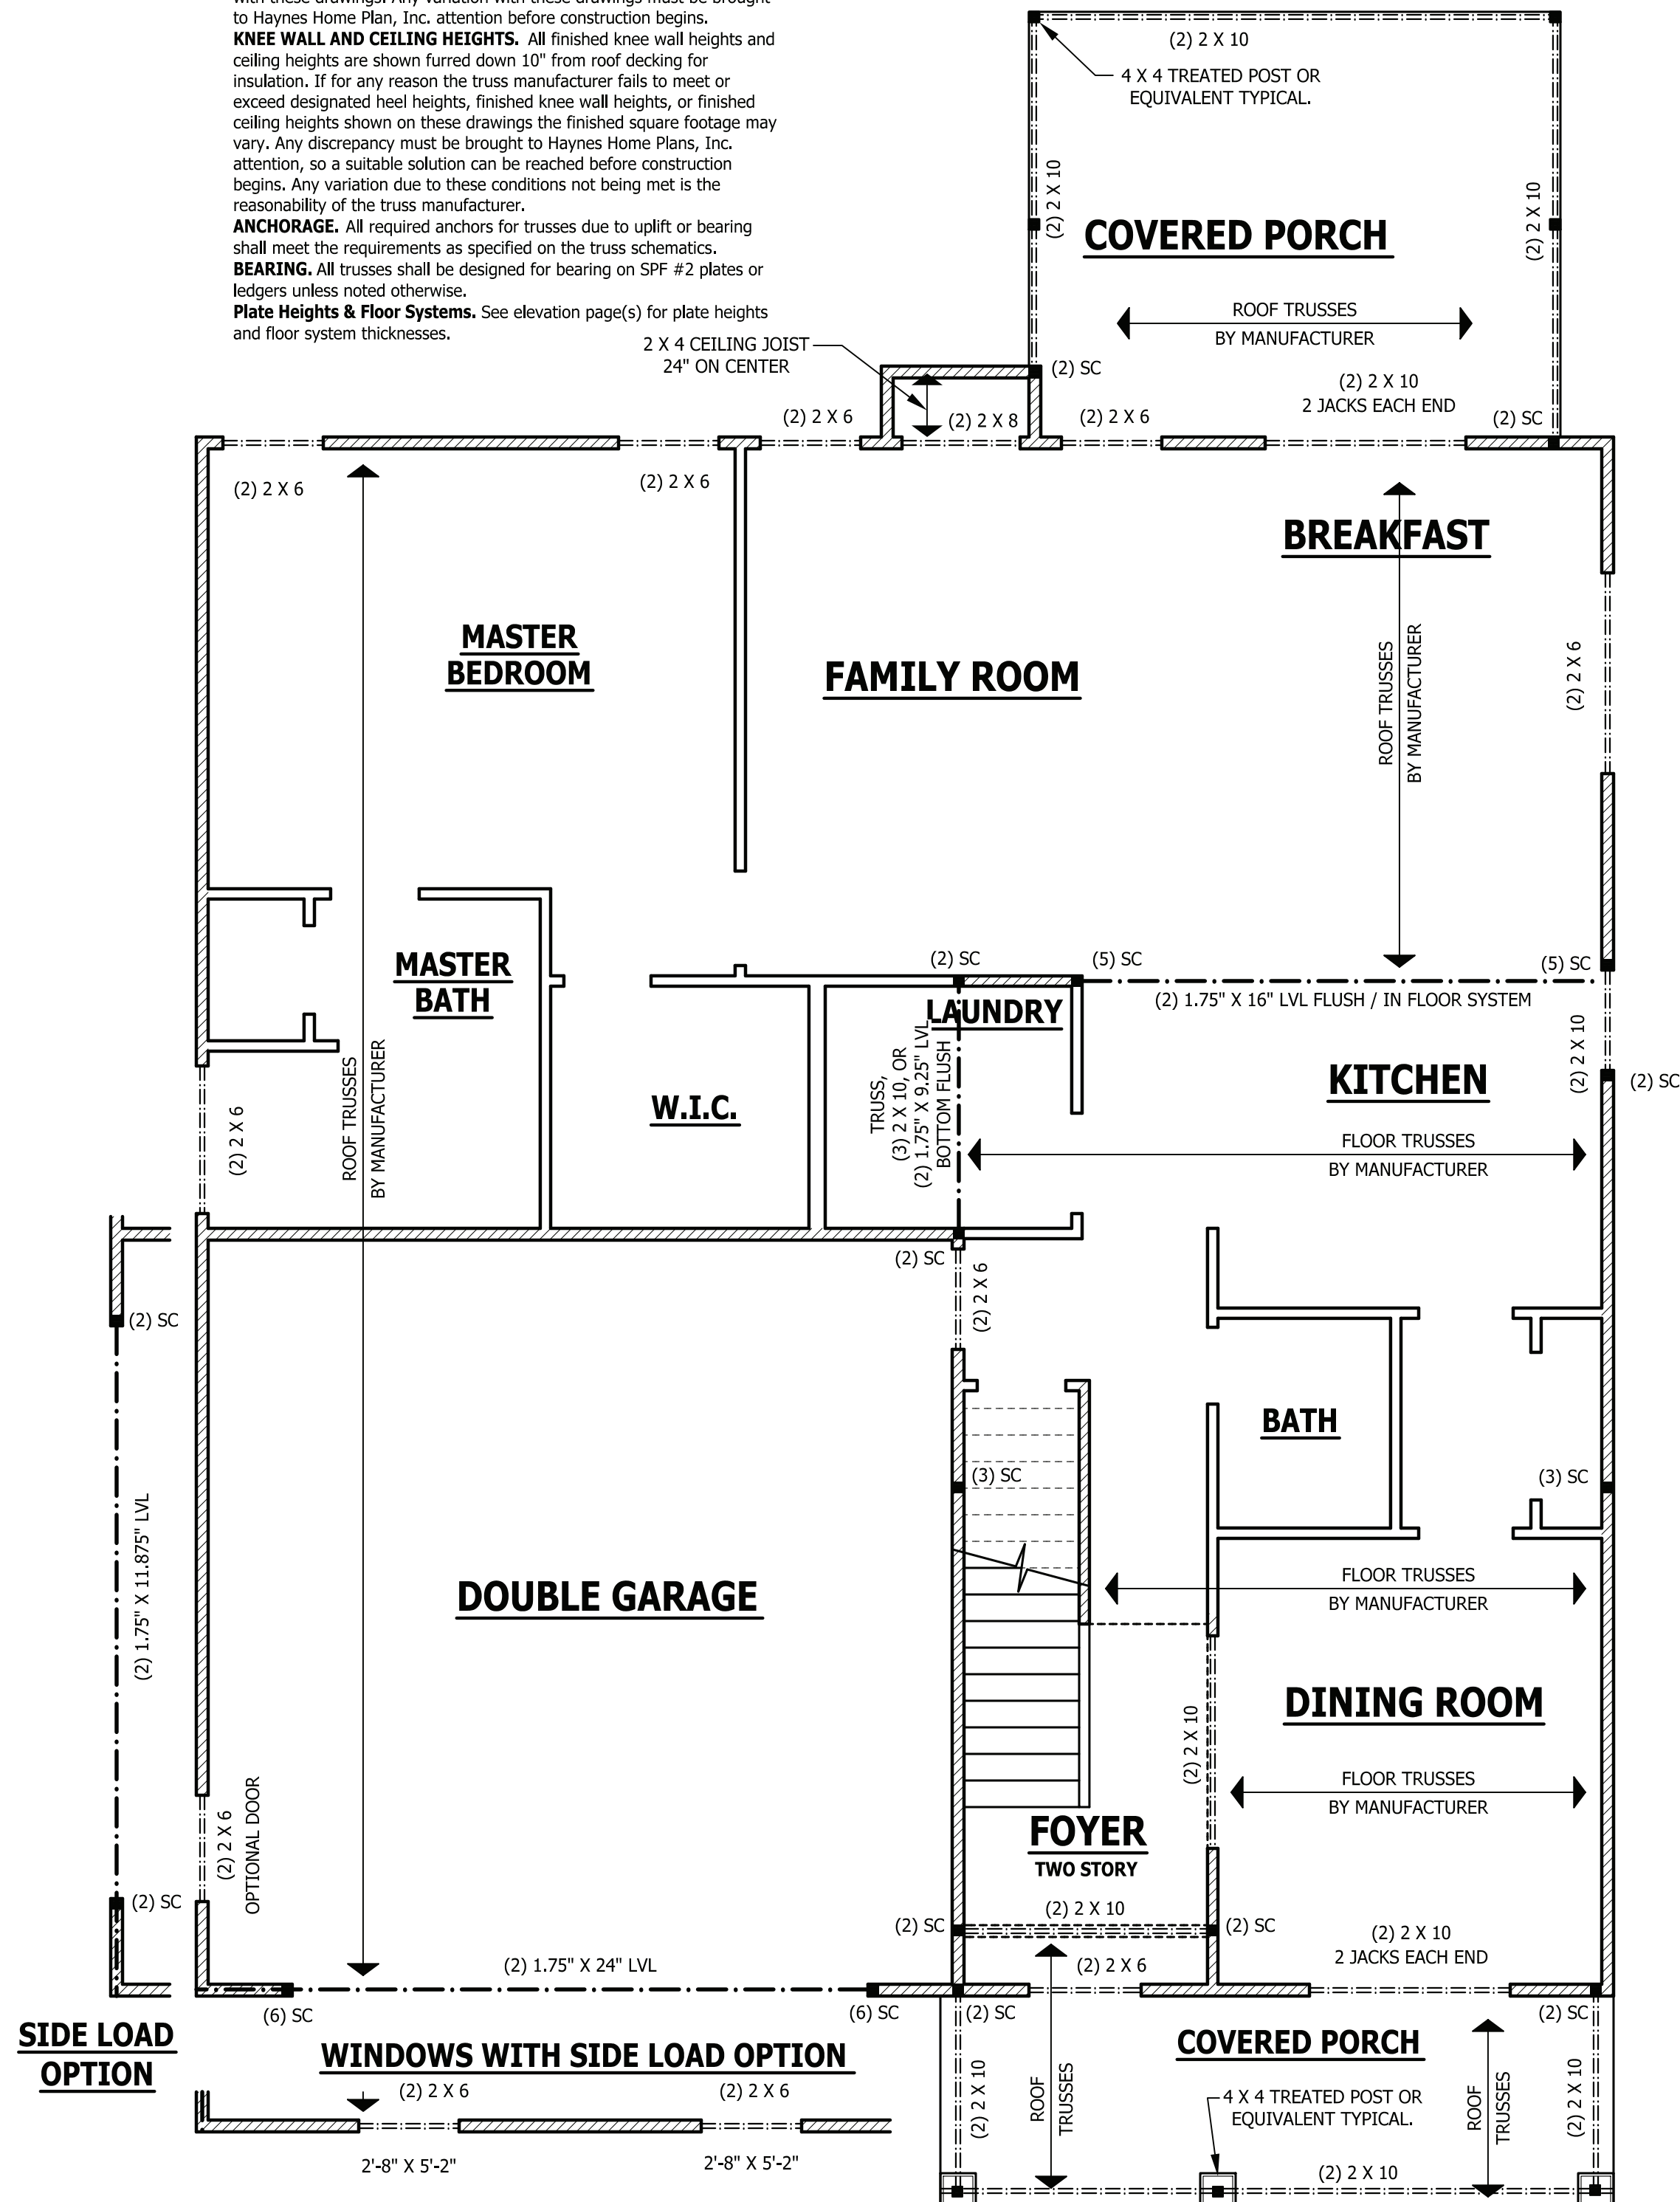 with these drawings. Any variation with these drawings must be brought
to Haynes Home Plan, Inc. attention before construction begins.
KNEE WALL AND CEILING HEIGHTS. All finished knee wall heights and
ceiling heights are shown furred down 10" from roof decking for
insulation. If for any reason the truss manufacturer fails to meet or
exceed designated heel heights, finished knee wall heights, or finished
ceiling heights shown on these drawings the finished square footage may
vary. Any discrepancy must be brought to Haynes Home Plans, Inc.
attention, so a suitable solution can be reached before construction
begins. Any variation due to these conditions not being met is the
reasonability of the truss manufacturer.
ANCHORAGE. All required anchors for trusses due to uplift or bearing
shall meet the requirements as specified on the truss schematics.
BEARING. All trusses shall be designed for bearing on SPF #2 plates or
ledgers unless noted otherwise.
Plate Heights & Floor Systems. See elevation page(s) for plate heights
and floor system thicknesses.
(2) 2 X 10
4 X 4 TREATED POST OR
EQUIVALENT TYPICAL.
(2) 2 X 10
(2) 2 X 10
COVERED PORCH
ROOF TRUSSES
BY MANUFACTURER
2 X 4 CEILING JOIST
24" ON CENTER
(2) SC
(2) 2 X 10
2 JACKS EACH END
(2) SC
(2) 2 X 6
(2) 2 X 8
(2) 2 X 6
(2) 2 X 6
(2) 2 X 6
BREAKFAST
MASTER
BEDROOM
FAMILY ROOM
ROOF TRUSSES
BY MANUFACTURER
(2) 2 X 6
MASTER
BATH
(2) SC
(5) SC
(5) SC
(2) 1.75" X 16" LVL FLUSH / IN FLOOR SYSTEM
LAUNDRY
TRUSS,
(3) 2 X 10, OR
(2) 1.75" X 9.25" LVL
BOTTOM FLUSH
(2) 2 X 10
(2) SC
KITCHEN
W.I.C.
(2) 2 X 6
ROOF TRUSSES
BY MANUFACTURER
FLOOR TRUSSES
BY MANUFACTURER
(2) SC
(2) 2 X 6
(2) SC
BATH
(3) SC
(3) SC
(2) 1.75" X 11.875" LVL
DOUBLE GARAGE
FLOOR TRUSSES
BY MANUFACTURER
DINING ROOM
(2) 2 X 10
FLOOR TRUSSES
BY MANUFACTURER
(2) 2 X 6
OPTIONAL DOOR
FOYER
TWO STORY
(2) SC
(2) 2 X 10
(2) SC
(2) SC
(2) 2 X 10
2 JACKS EACH END
(2) 1.75" X 24" LVL
(2) 2 X 6
(6) SC
(6) SC
(2) SC
(2) SC
SIDE LOAD
OPTION
WINDOWS WITH SIDE LOAD OPTION
COVERED PORCH
(2) 2 X 6
(2) 2 X 6
(2) 2 X 10
ROOF
TRUSSES
4 X 4 TREATED POST OR
EQUIVALENT TYPICAL.
ROOF
TRUSSES
(2) 2 X 10
2'-8" X 5'-2"
2'-8" X 5'-2"
(2) 2 X 10